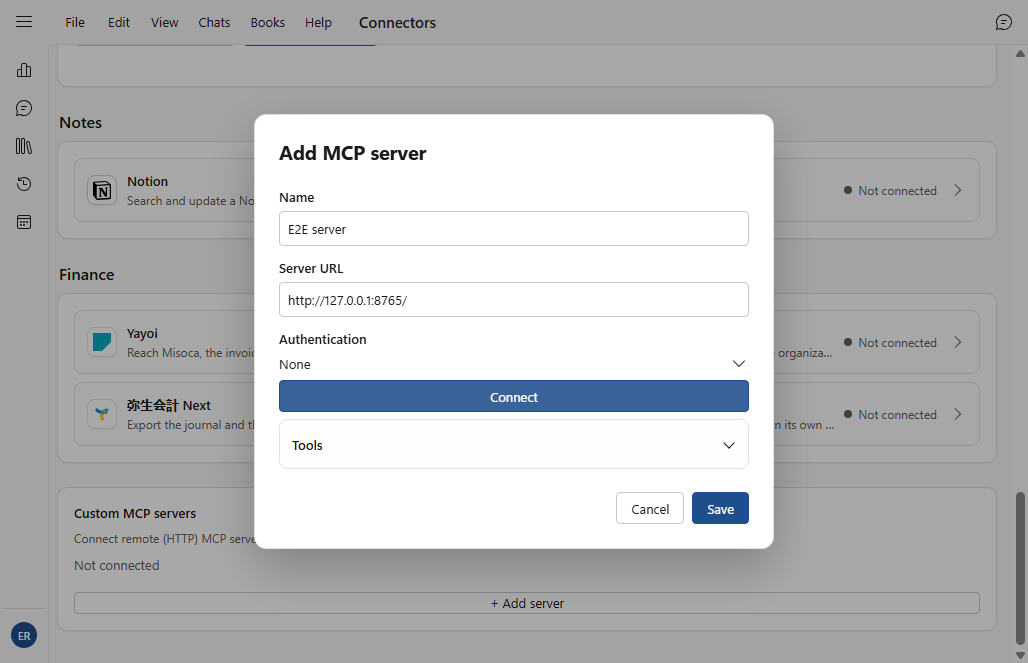 File Edit View Chats Books Help Connectors
Notes
Notion
Search and update a No
Not connected
Finance
Yayoi
Reach Misoca, the invoic
organiza...
Not connected
弥生会計 Next
Export the journal and t
n its own ...
Not connected
Custom MCP servers
Connect remote (HTTP) MCP serve
Not connected
+ Add server
ER
Add MCP server
Name
E2E server
Server URL
http://127.0.0.1:8765/
Authentication
None
Connect
Tools
Cancel
Save